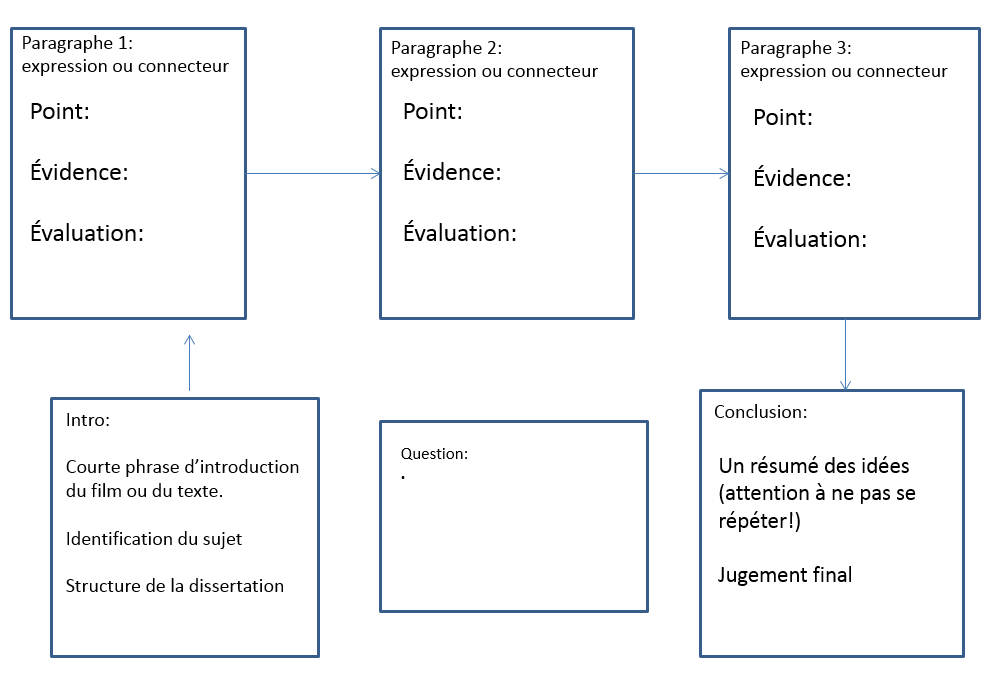 Paragraphe 1:
expression ou connecteur
Point:
Évidence:
Évaluation:
Paragraphe 2:
expression ou connecteur
Point:
Évidence:
Évaluation:
Paragraphe 3:
expression ou connecteur
Point:
Évidence:
Évaluation:
Intro:
Courte phrase d’introduction
du film ou du texte.
Identification du sujet
Structure de la dissertation
Question:
.
Conclusion:
Un résumé des idées
(attention à ne pas se
répéter!)
Jugement final